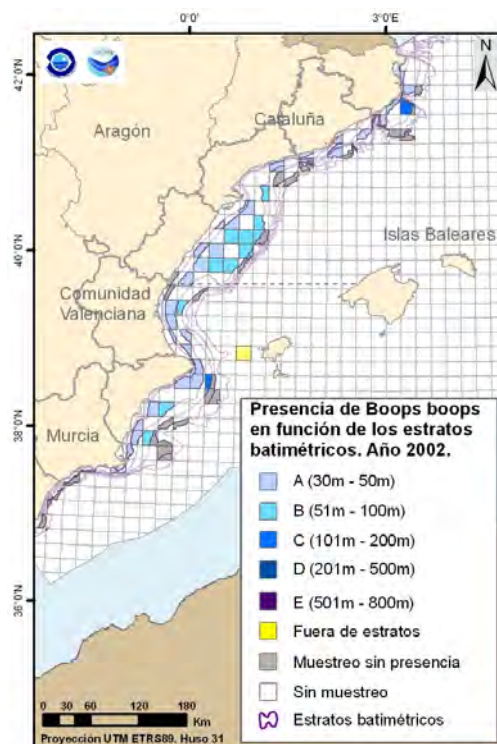 0°0'
3°0'E
N
42°0'N
Cataluña
Aragón
40°0'N
Islas Baleares
Comunidad
Valenciana
38°0'N
Murcia
36°0'N
Presencia de Boops boops
en función de los estratos
batimétricos. Año 2002.
A (30m - 50m)
B (51m - 100m)
C (101m - 200m)
D (201m - 500m)
E (501m - 800m)
Fuera de estratos
Muestreo sin presencia
Sin muestreo
Estratos batimétricos
0 30 60 120 180
Km
Proyección UTM ETRS89. Huso 31